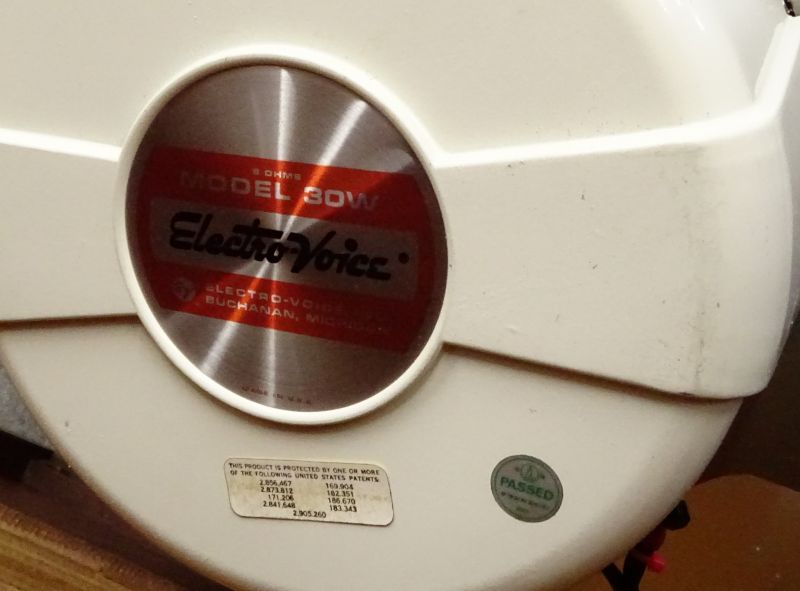 8 OHMS
MODEL 30W
Electro-Voice
ELECTRO-VOICE
BUCHANAN, MICHIGAN
MADE IN U.S.A.
THIS PRODUCT IS PROTECTED BY ONE OR MORE
OF THE FOLLOWING UNITED STATES PATENTS:
2,856,467 169,904
2,873,812 182,351
171,206 186,670
2,841,648 183,343
2,905,260
PASSED